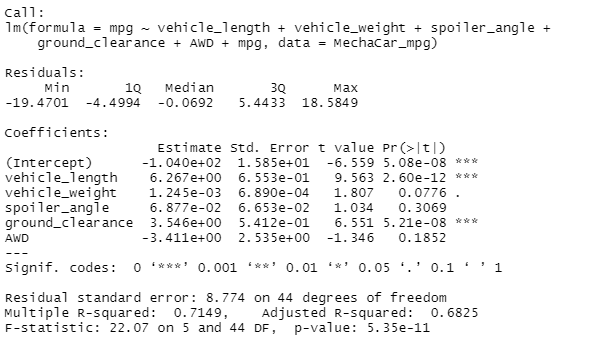 Call:
lm(formula = mpg ~ vehicle_length + vehicle_weight + spoiler_angle +
    ground_clearance + AWD + mpg, data = MechaCar_mpg)

Residuals:
     Min       1Q   Median       3Q      Max
-19.4701  -4.4994  -0.0692   5.4433  18.5849

Coefficients:
                   Estimate Std. Error t value Pr(>|t|)
(Intercept)      -1.040e+02  1.585e+01  -6.559 5.08e-08 ***
vehicle_length    6.267e+00  6.553e-01   9.563 2.60e-12 ***
vehicle_weight    1.245e-03  6.890e-04   1.807   0.0776 .
spoiler_angle     6.877e-02  6.653e-02   1.034   0.3069
ground_clearance  3.546e+00  5.412e-01   6.551 5.21e-08 ***
AWD              -3.411e+00  2.535e+00  -1.346   0.1852
---
Signif. codes:  0 ‘***’ 0.001 ‘**’ 0.01 ‘*’ 0.05 ‘.’ 0.1 ‘ ’ 1

Residual standard error: 8.774 on 44 degrees of freedom
Multiple R-squared:  0.7149,    Adjusted R-squared:  0.6825
F-statistic: 22.07 on 5 and 44 DF,  p-value: 5.35e-11